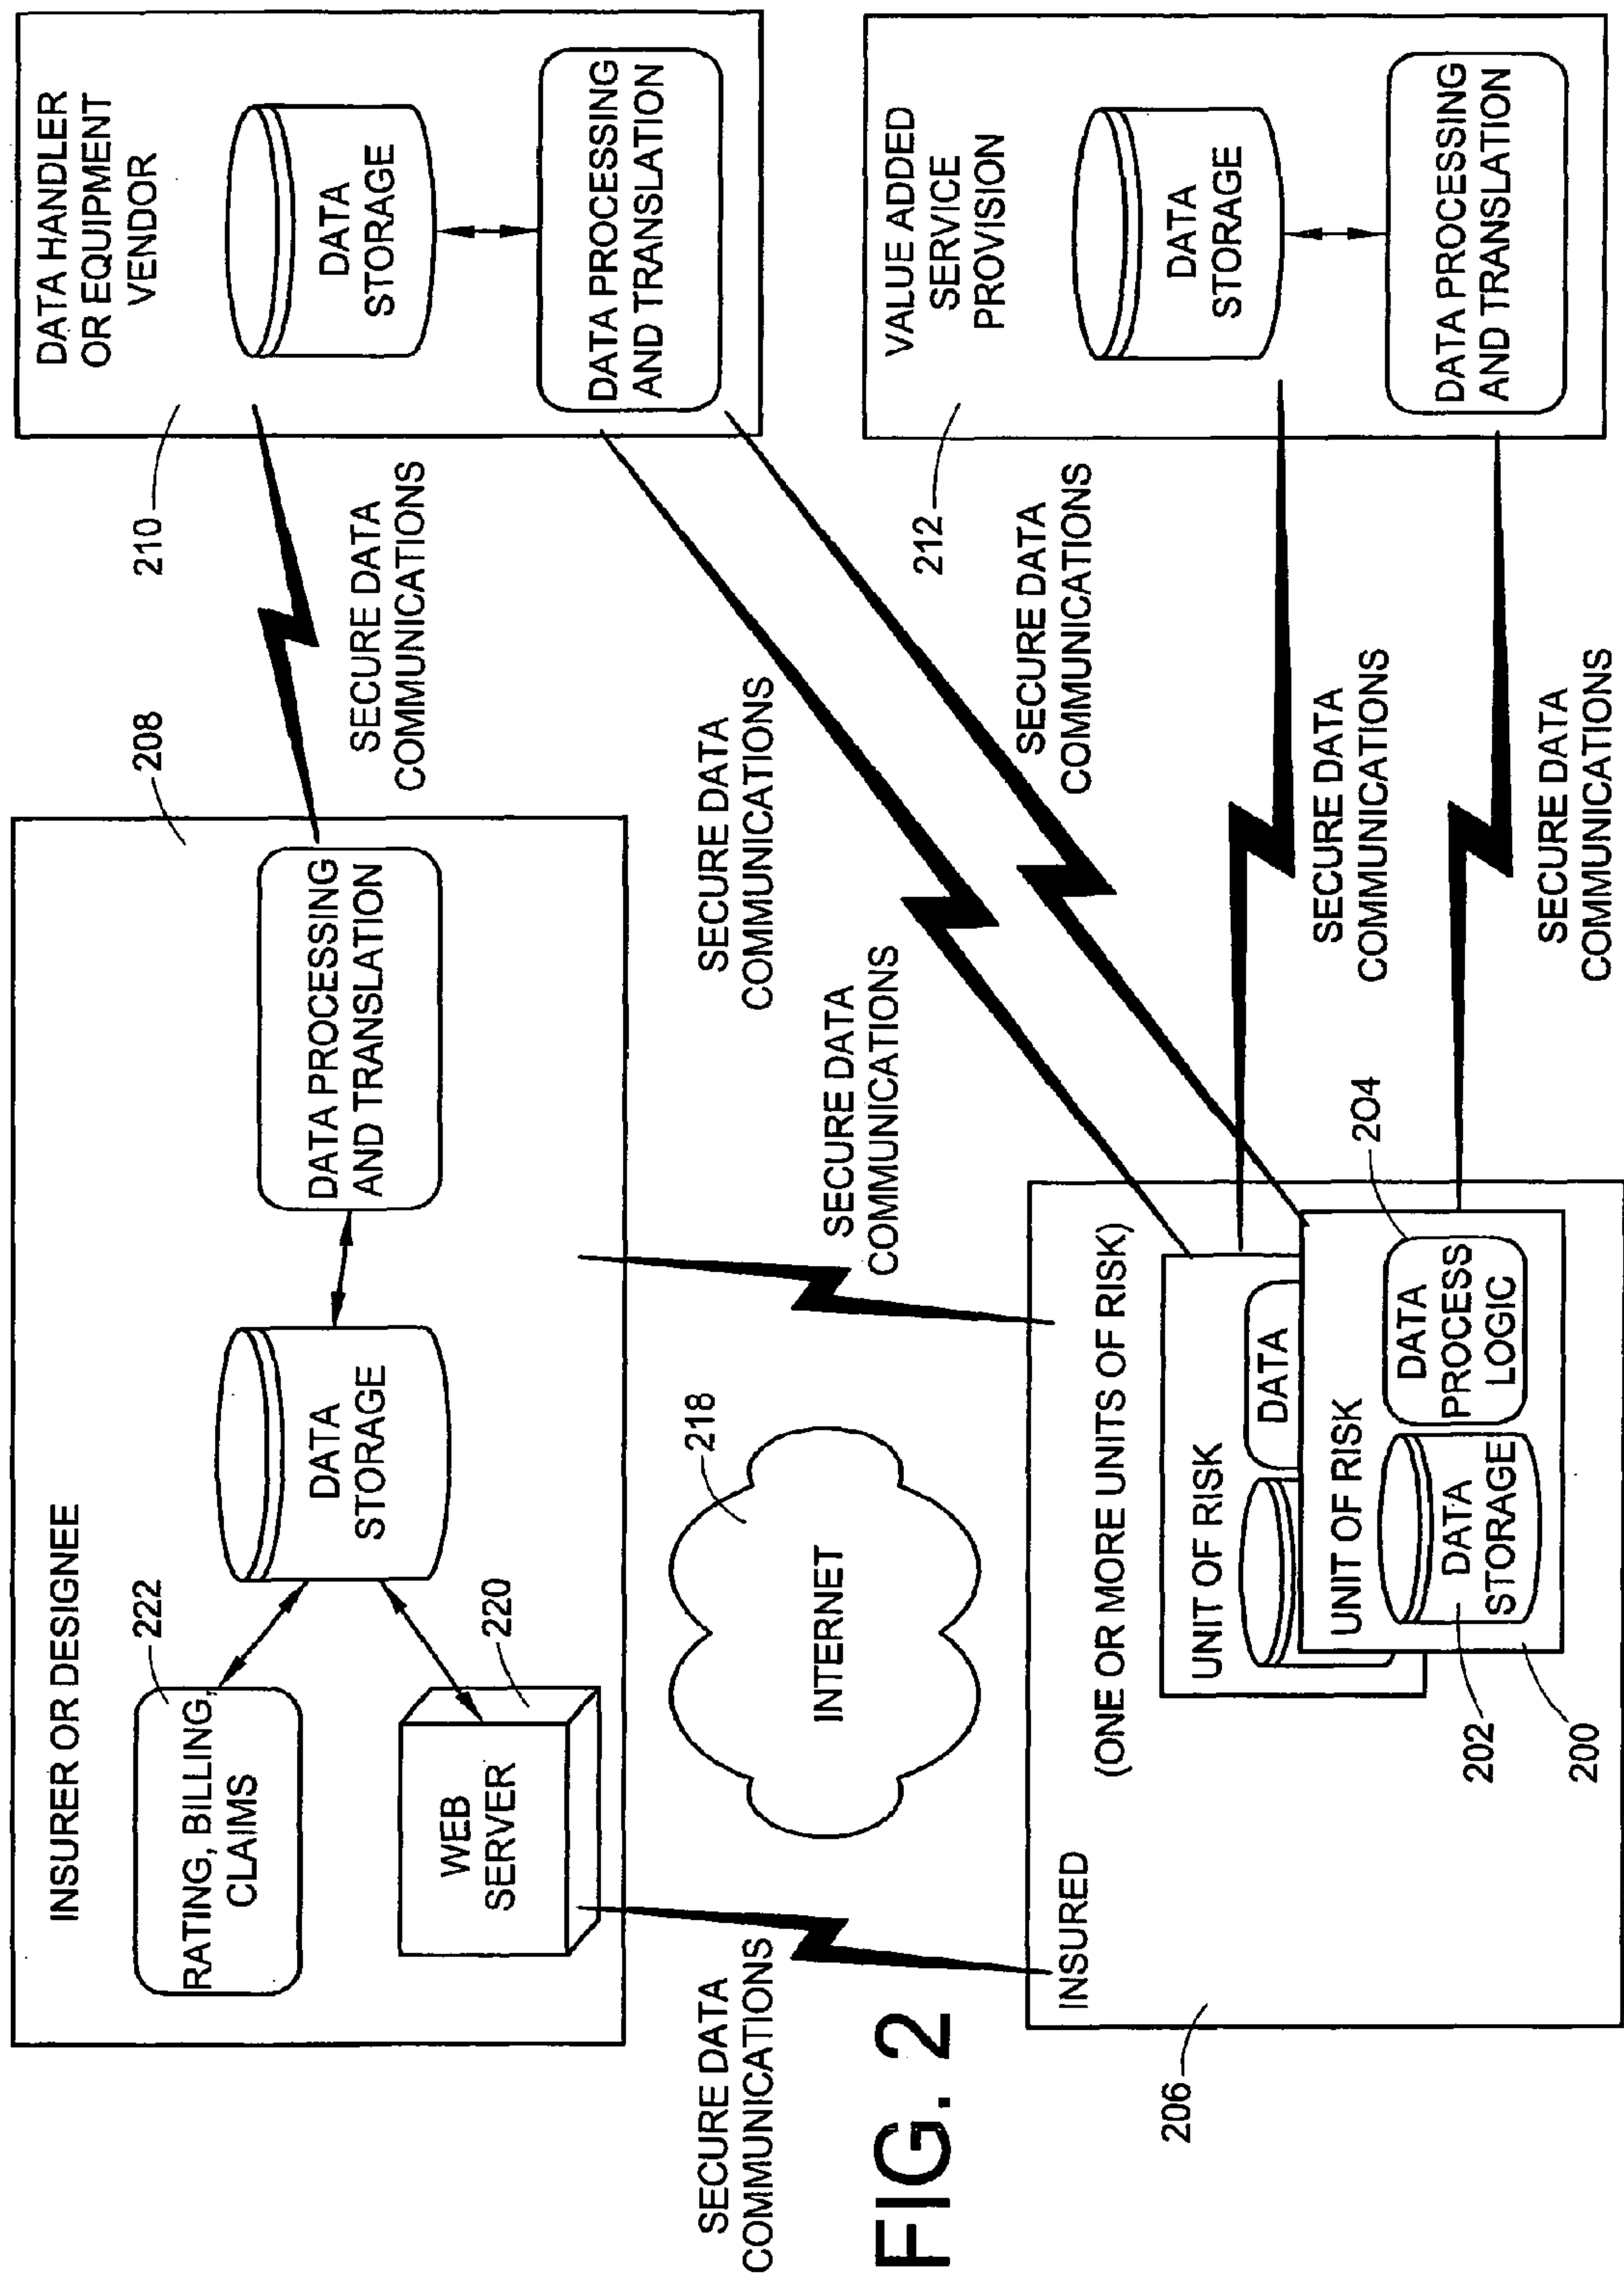 INSURER OR DESIGNEE
208
222
RATING, BILLING,
CLAIMS
DATA
STORAGE
DATA PROCESSING
AND TRANSLATION
WEB
SERVER
220
SECURE DATA
COMMUNICATIONS
210
DATA HANDLER
OR EQUIPMENT
VENDOR
DATA
STORAGE
DATA PROCESSING
AND TRANSLATION
SECURE DATA
COMMUNICATIONS
INTERNET
218
SECURE DATA
COMMUNICATIONS
SECURE DATA
COMMUNICATIONS
SECURE DATA
COMMUNICATIONS
212
VALUE ADDED
SERVICE
PROVISION
DATA
STORAGE
DATA PROCESSING
AND TRANSLATION
SECURE DATA
COMMUNICATIONS
SECURE DATA
COMMUNICATIONS
206
INSURED
(ONE OR MORE UNITS OF RISK)
UNIT OF RISK
DATA
UNIT OF RISK
DATA
STORAGE
DATA
PROCESS
LOGIC
204
202
200
FIG. 2